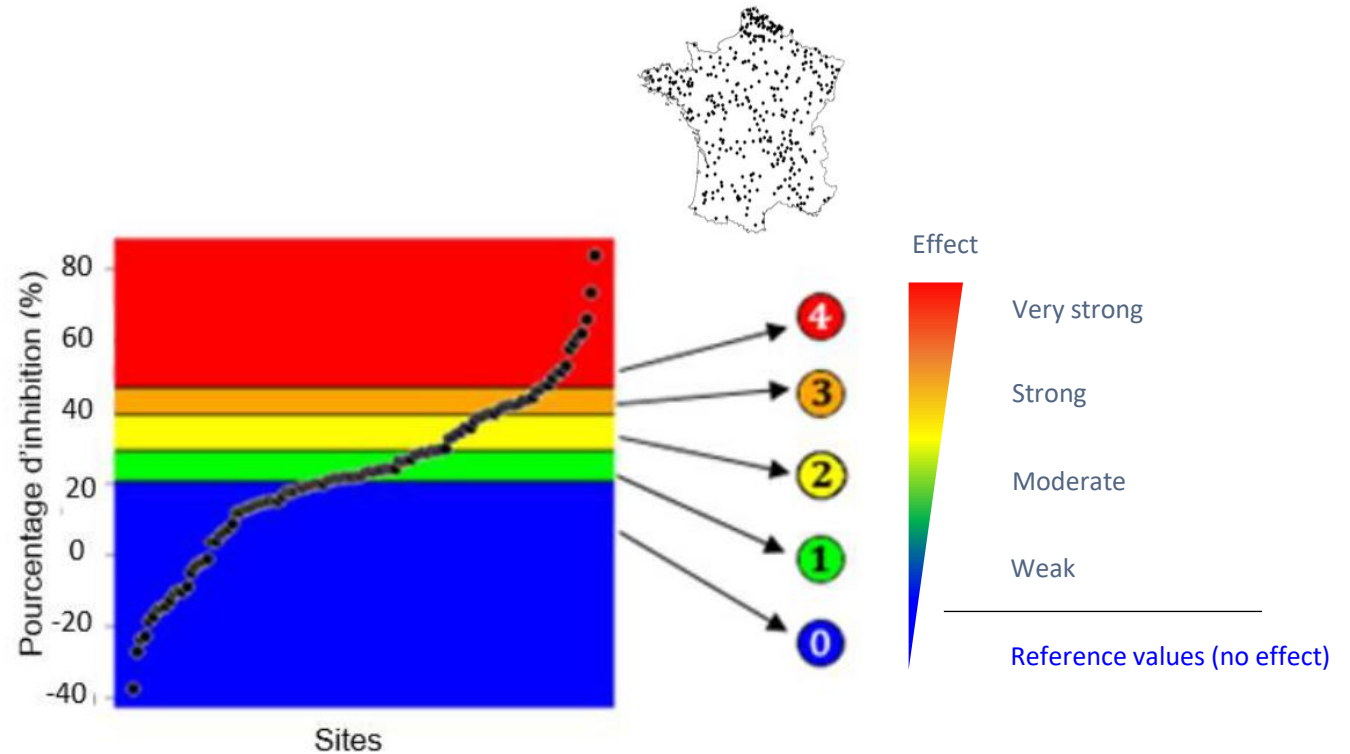 Effect
Pourcentage d'inhibition (%)
80
60
40
20
0
-20
-40
Sites
4
3
2
1
0
Very strong
Strong
Moderate
Weak
Reference values (no effect)